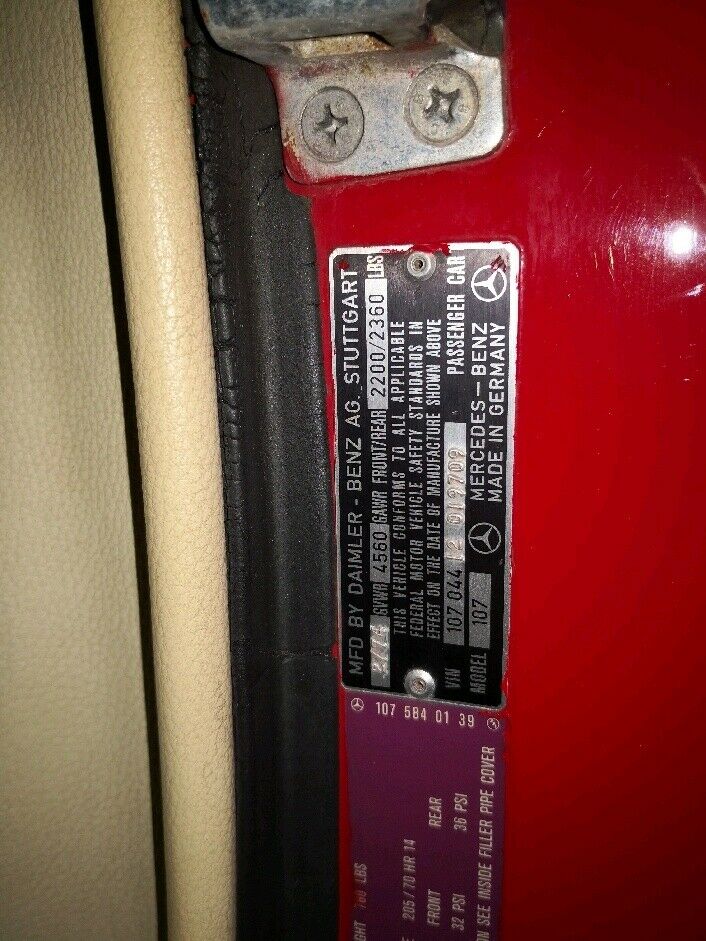 MFD BY DAIMLER-BENZ AG. STUTTGART
2/74 GVWR 4560 GAWR FRONT/REAR 2200/2360 LBS
THIS VEHICLE CONFORMS TO ALL APPLICABLE
FEDERAL MOTOR VEHICLE SAFETY STANDARDS IN
EFFECT ON THE DATE OF MANUFACTURE SHOWN ABOVE
VIN 107 044 12 019709 PASSENGER CAR
MODEL 107 MERCEDES-BENZ
MADE IN GERMANY
107 584 01 39
LBS
205/70 HR 14
FRONT REAR
32 PSI 36 PSI
SEE INSIDE FILLER PIPE COVER